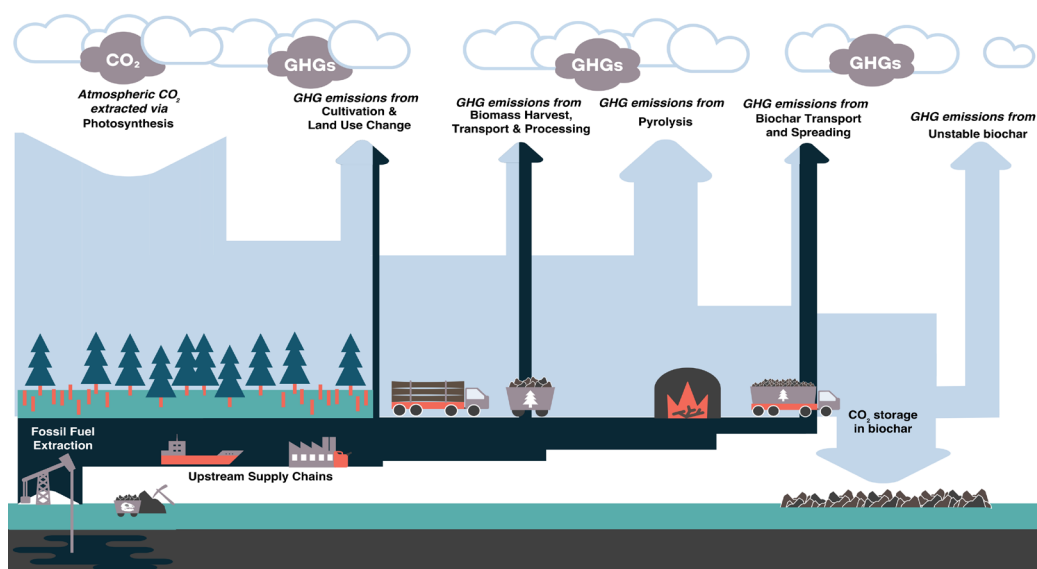 CO₂
GHGs
GHGs
GHGs
Atmospheric CO₂
extracted via
Photosynthesis
GHG emissions from
Cultivation &
Land Use Change
GHG emissions from
Biomass Harvest,
Transport & Processing
GHG emissions from
Pyrolysis
GHG emissions from
Biochar Transport
and Spreading
GHG emissions from
Unstable biochar
Fossil Fuel
Extraction
Upstream Supply Chains
CO₂ storage
in biochar